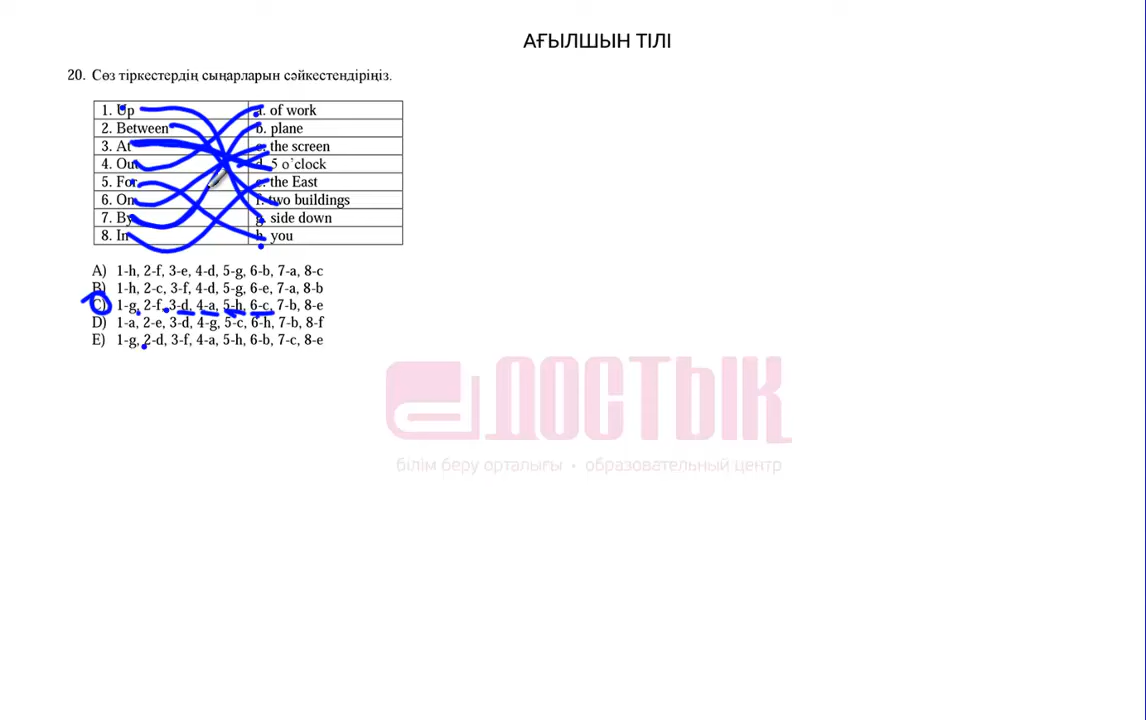 АҒЫЛШЫН ТІЛІ
20. Сөз тіркестердің сыңарларын сәйкестендіріңіз.
1. Up a. of work
2. Between b. plane
3. At c. the screen
4. Out d. 5 o'clock
5. For e. the East
6. On f. two buildings
7. By g. side down
8. In h. you
A) 1-h, 2-f, 3-e, 4-d, 5-g, 6-b, 7-a, 8-c
B) 1-h, 2-c, 3-f, 4-d, 5-g, 6-e, 7-a, 8-b
C) 1-g, 2-f, 3-d, 4-a, 5-h, 6-c, 7-b, 8-e
D) 1-a, 2-e, 3-d, 4-g, 5-c, 6-h, 7-b, 8-f
E) 1-g, 2-d, 3-f, 4-a, 5-h, 6-b, 7-c, 8-e
ДОСТЫҚ
білім беру орталығы • образовательный центр